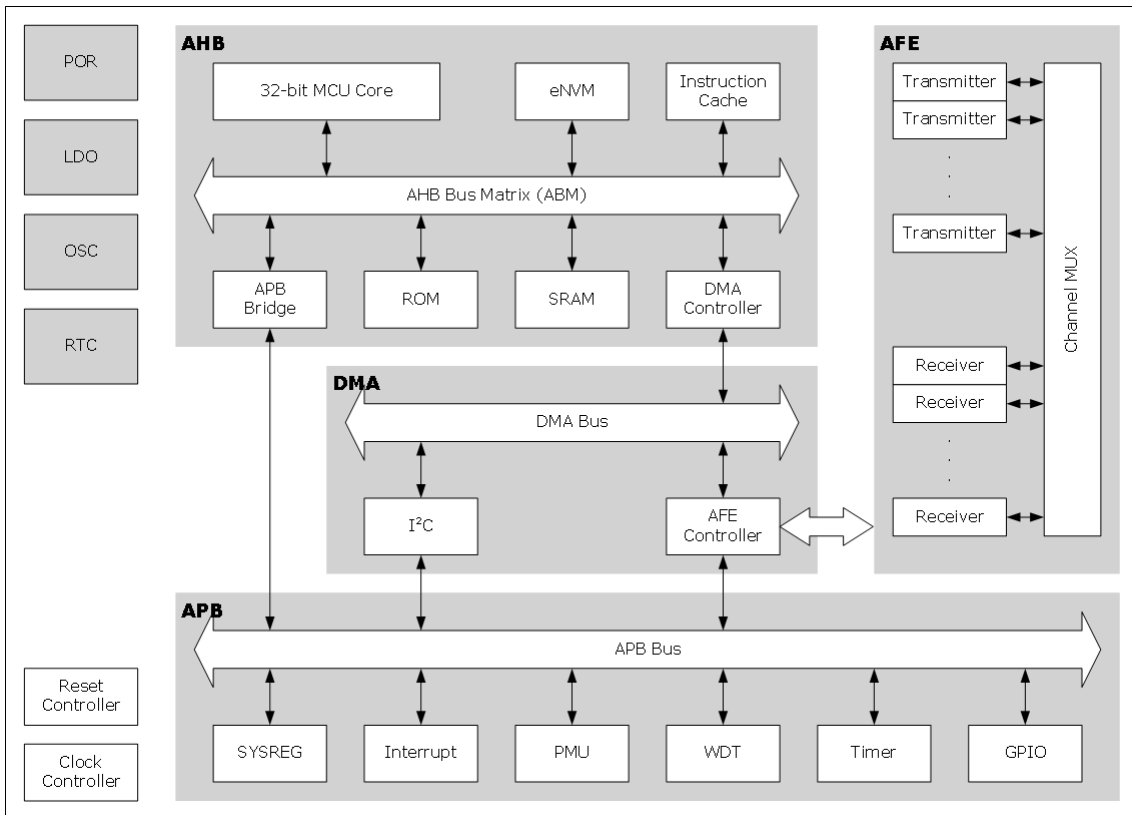 POR
LDO
OSC
RTC
Reset
Controller
Clock
Controller
AHB
32-bit MCU Core
eNVM
Instruction
Cache
AHB Bus Matrix (ABM)
APB
Bridge
ROM
SRAM
DMA
Controller
DMA
DMA Bus
I²C
AFE
Controller
AFE
Transmitter
Transmitter
Transmitter
Receiver
Receiver
Receiver
Channel MUX
APB
APB Bus
SYSREG
Interrupt
PMU
WDT
Timer
GPIO